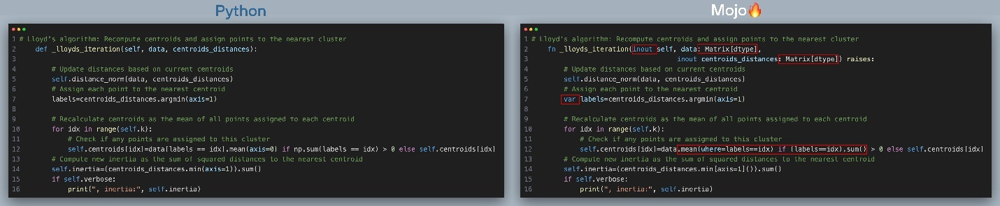 Python
1 # Lloyd's algorithm: Recompute centroids and assign points to the nearest cluster
2 def _lloyds_iteration(self, data, centroids_distances):
3
4 # Update distances based on current centroids
5 self.distance_norm(data, centroids_distances)
6 # Assign each point to the nearest centroid
7 labels=centroids_distances.argmin(axis=1)
8
9 # Recalculate centroids as the mean of all points assigned to each centroid
10 for idx in range(self.k):
11 # Check if any points are assigned to this cluster
12 self.centroids[idx]=data[labels == idx].mean(axis=0) if np.sum(labels == idx) > 0 else self.centroids[idx]
13 # Compute new inertia as the sum of squared distances to the nearest centroid
14 self.inertia=(centroids_distances.min(axis=1)).sum()
15 if self.verbose:
16 print(", inertia:", self.inertia)
Mojo🔥
1 # Lloyd's algorithm: Recompute centroids and assign points to the nearest cluster
2 fn _lloyds_iteration(inout self, data: Matrix[dtype],
3 inout centroids_distances: Matrix[dtype]) raises:
4 # Update distances based on current centroids
5 self.distance_norm(data, centroids_distances)
6 # Assign each point to the nearest centroid
7 var labels=centroids_distances.argmin(axis=1)
8
9 # Recalculate centroids as the mean of all points assigned to each centroid
10 for idx in range(self.k):
11 # Check if any points are assigned to this cluster
12 self.centroids[idx]=data.mean(where=labels==idx) if (labels==idx).sum() > 0 else self.centroids[idx]
13 # Compute new inertia as the sum of squared distances to the nearest centroid
14 self.inertia=(centroids_distances.min[axis=1]()).sum()
15 if self.verbose:
16 print(", inertia:", self.inertia)